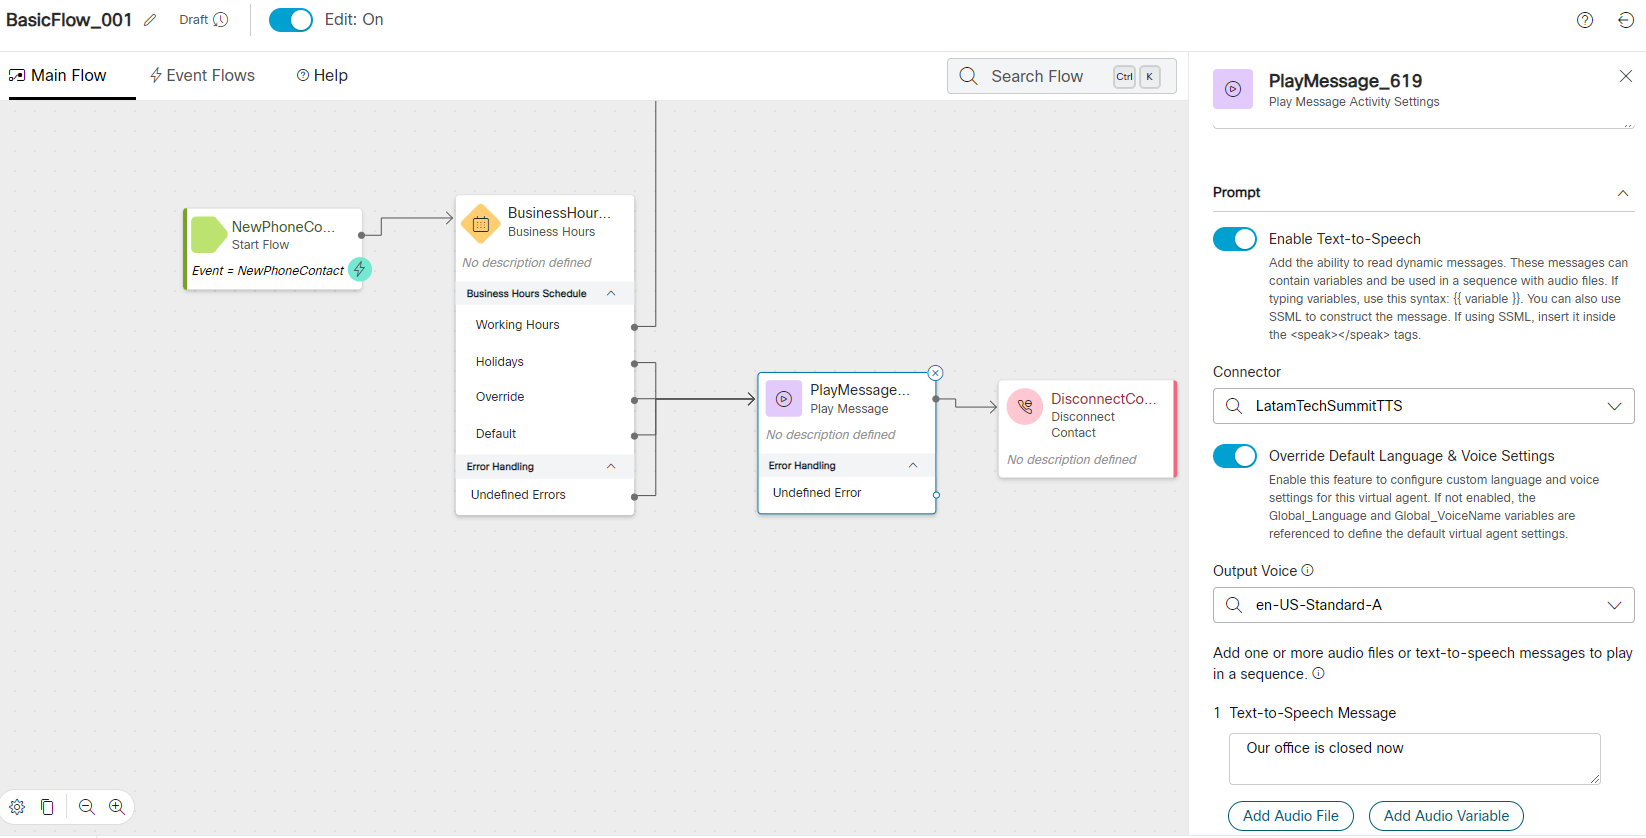 BasicFlow_001
Draft
Edit: On
Main Flow
Event Flows
Help
Search Flow
Ctrl
K
NewPhoneCo...
Start Flow
Event = NewPhoneContact
BusinessHour...
Business Hours
No description defined
Business Hours Schedule
Working Hours
Holidays
Override
Default
Error Handling
Undefined Errors
PlayMessage...
Play Message
No description defined
Error Handling
Undefined Error
DisconnectCo...
Disconnect
Contact
No description defined
PlayMessage_619
Play Message Activity Settings
Prompt
Enable Text-to-Speech
Add the ability to read dynamic messages. These messages can
contain variables and be used in a sequence with audio files. If
typing variables, use this syntax: {{ variable }}. You can also use
SSML to construct the message. If using SSML, insert it inside
the <speak></speak> tags.
Connector
LatamTechSummitTTS
Override Default Language & Voice Settings
Enable this feature to configure custom language and voice
settings for this virtual agent. If not enabled, the
Global_Language and Global_VoiceName variables are
referenced to define the default virtual agent settings.
Output Voice
en-US-Standard-A
Add one or more audio files or text-to-speech messages to play
in a sequence.
1 Text-to-Speech Message
Our office is closed now
Add Audio File
Add Audio Variable